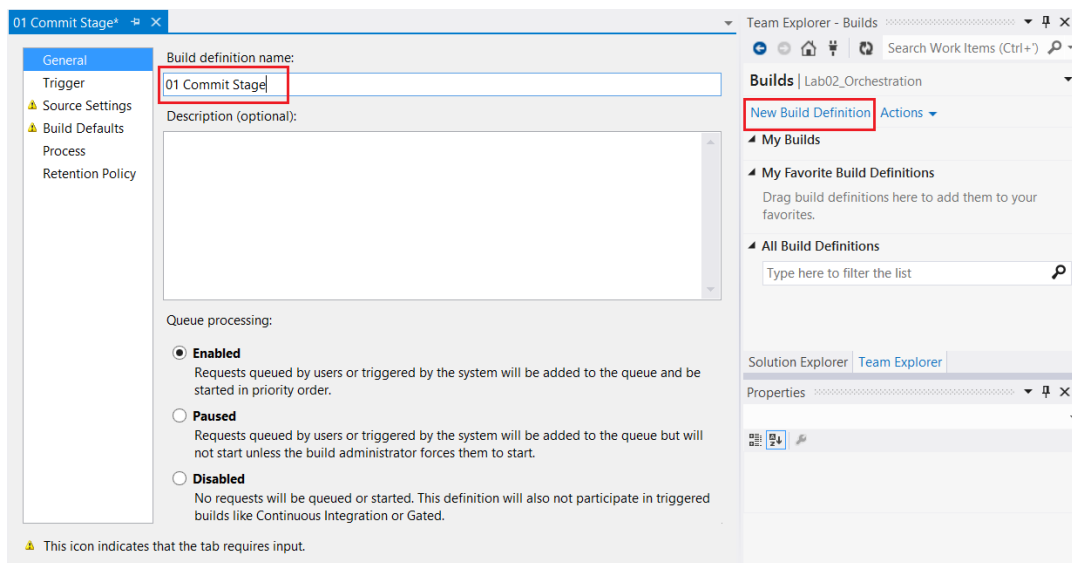 01 Commit Stage*
General
Trigger
Source Settings
Build Defaults
Process
Retention Policy
Build definition name:
01 Commit Stage
Description (optional):
Queue processing:
Enabled
Requests queued by users or triggered by the system will be added to the queue and be
started in priority order.
Paused
Requests queued by users or triggered by the system will be added to the queue but will
not start unless the build administrator forces them to start.
Disabled
No requests will be queued or started. This definition will also not participate in triggered
builds like Continuous Integration or Gated.
This icon indicates that the tab requires input.
Team Explorer - Builds
Search Work Items (Ctrl+')
Builds | Lab02_Orchestration
New Build Definition Actions
My Builds
My Favorite Build Definitions
Drag build definitions here to add them to your
favorites.
All Build Definitions
Type here to filter the list
Solution Explorer Team Explorer
Properties